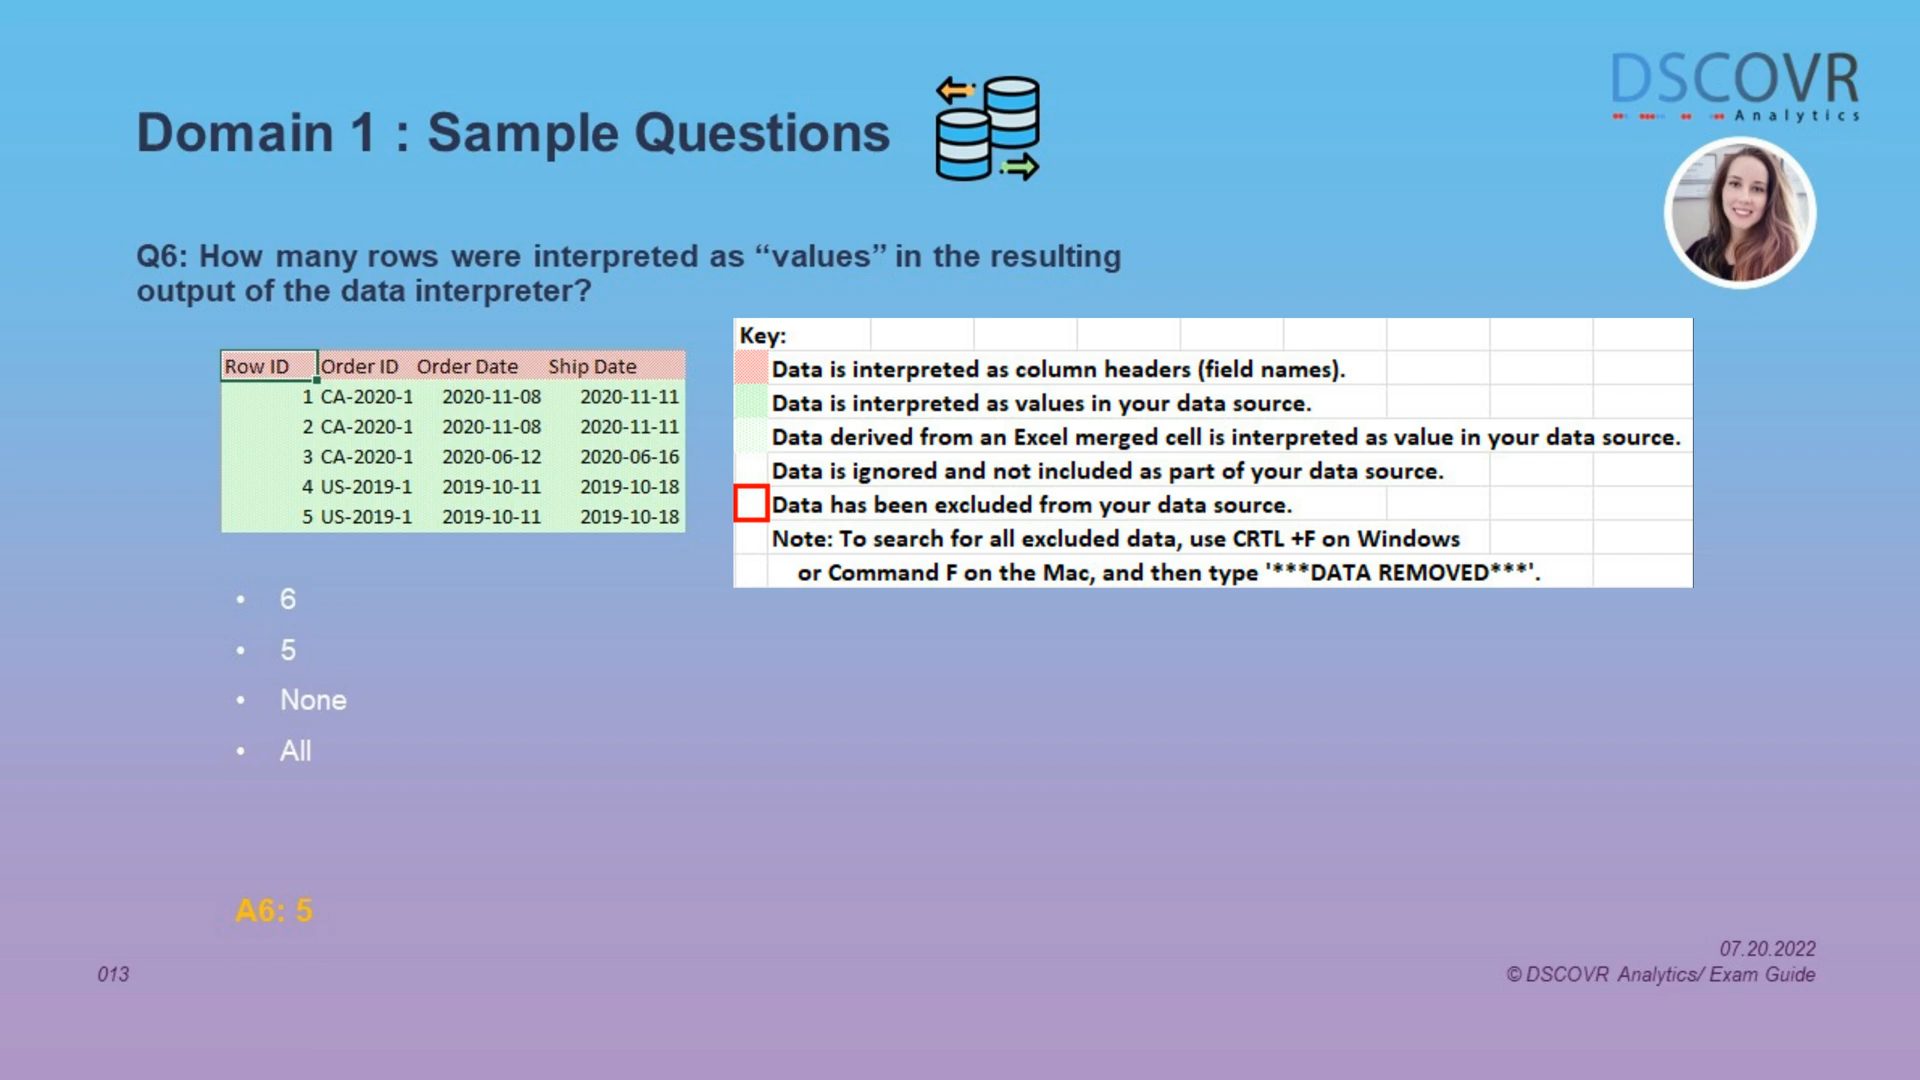 DSCOVR
Analytics
Domain 1 : Sample Questions
Q6: How many rows were interpreted as “values” in the resulting
output of the data interpreter?
Row ID Order ID Order Date Ship Date
1 CA-2020-1 2020-11-08 2020-11-11
2 CA-2020-1 2020-11-08 2020-11-11
3 CA-2020-1 2020-06-12 2020-06-16
4 US-2019-1 2019-10-11 2019-10-18
5 US-2019-1 2019-10-11 2019-10-18
Key:
Data is interpreted as column headers (field names).
Data is interpreted as values in your data source.
Data derived from an Excel merged cell is interpreted as value in your data source.
Data is ignored and not included as part of your data source.
Data has been excluded from your data source.
Note: To search for all excluded data, use CRTL +F on Windows
or Command F on the Mac, and then type '***DATA REMOVED***'.
• 6
• 5
• None
• All
A6: 5
07.20.2022
013
© DSCOVR Analytics/ Exam Guide